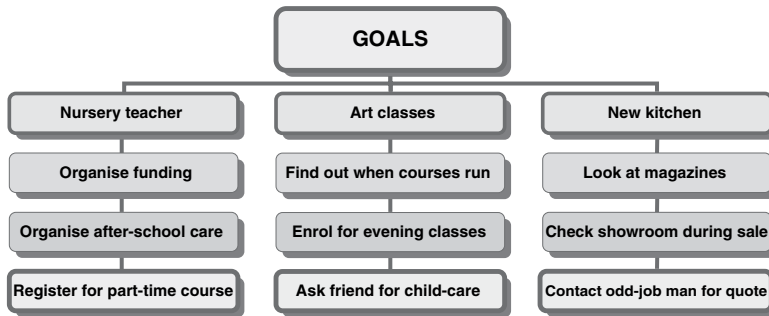 GOALS
Nursery teacher
Art classes
New kitchen
Organise funding
Find out when courses run
Look at magazines
Organise after-school care
Enrol for evening classes
Check showroom during sale
Register for part-time course
Ask friend for child-care
Contact odd-job man for quote